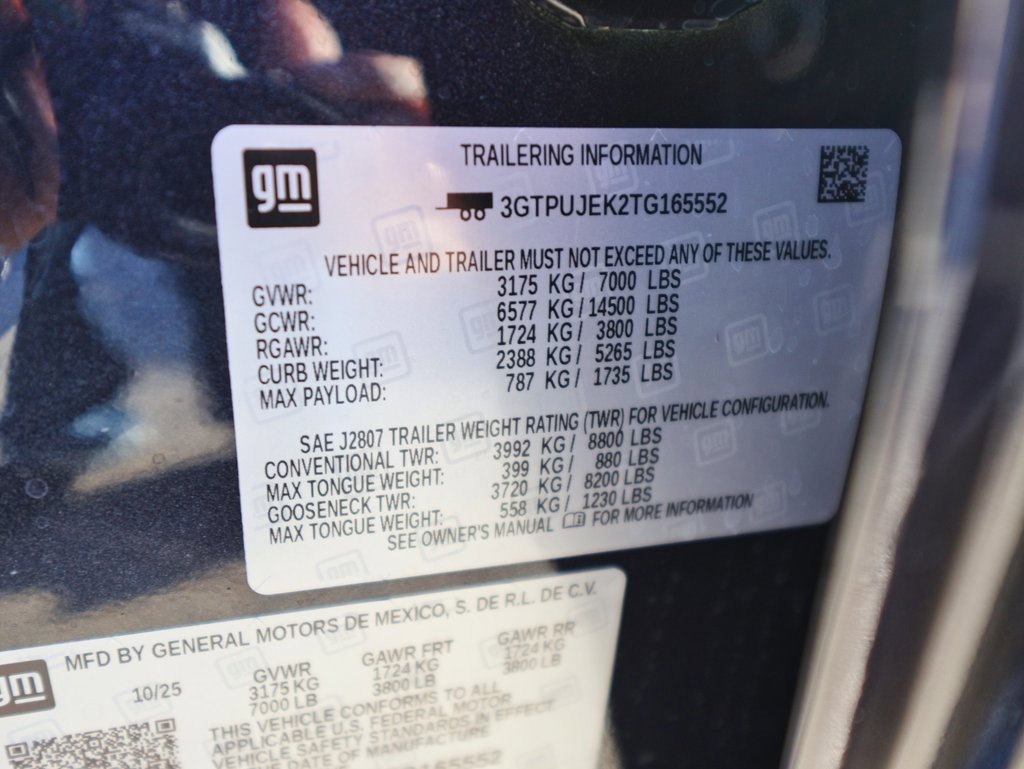 gm
TRAILERING INFORMATION
3GTPUJEK2TG165552
VEHICLE AND TRAILER MUST NOT EXCEED ANY OF THESE VALUES.
GVWR: 3175 KG / 7000 LBS
GCWR: 6577 KG / 14500 LBS
RGAWR: 1724 KG / 3800 LBS
CURB WEIGHT: 2388 KG / 5265 LBS
MAX PAYLOAD: 787 KG / 1735 LBS
SAE J2807 TRAILER WEIGHT RATING (TWR) FOR VEHICLE CONFIGURATION.
CONVENTIONAL TWR: 3992 KG / 8800 LBS
MAX TONGUE WEIGHT: 399 KG / 880 LBS
GOOSENECK TWR: 3720 KG / 8200 LBS
MAX TONGUE WEIGHT: 558 KG / 1230 LBS
SEE OWNER'S MANUAL FOR MORE INFORMATION
gm
MFD BY GENERAL MOTORS DE MEXICO, S. DE R.L. DE C.V.
10/25
GVWR GAWR FRT GAWR RR
3175 KG 1724 KG 1724 KG
7000 LB 3800 LB 3800 LB
THIS VEHICLE CONFORMS TO ALL
APPLICABLE U.S. FEDERAL MOTOR
VEHICLE SAFETY STANDARDS IN EFFECT
ON THE DATE OF MANUFACTURE